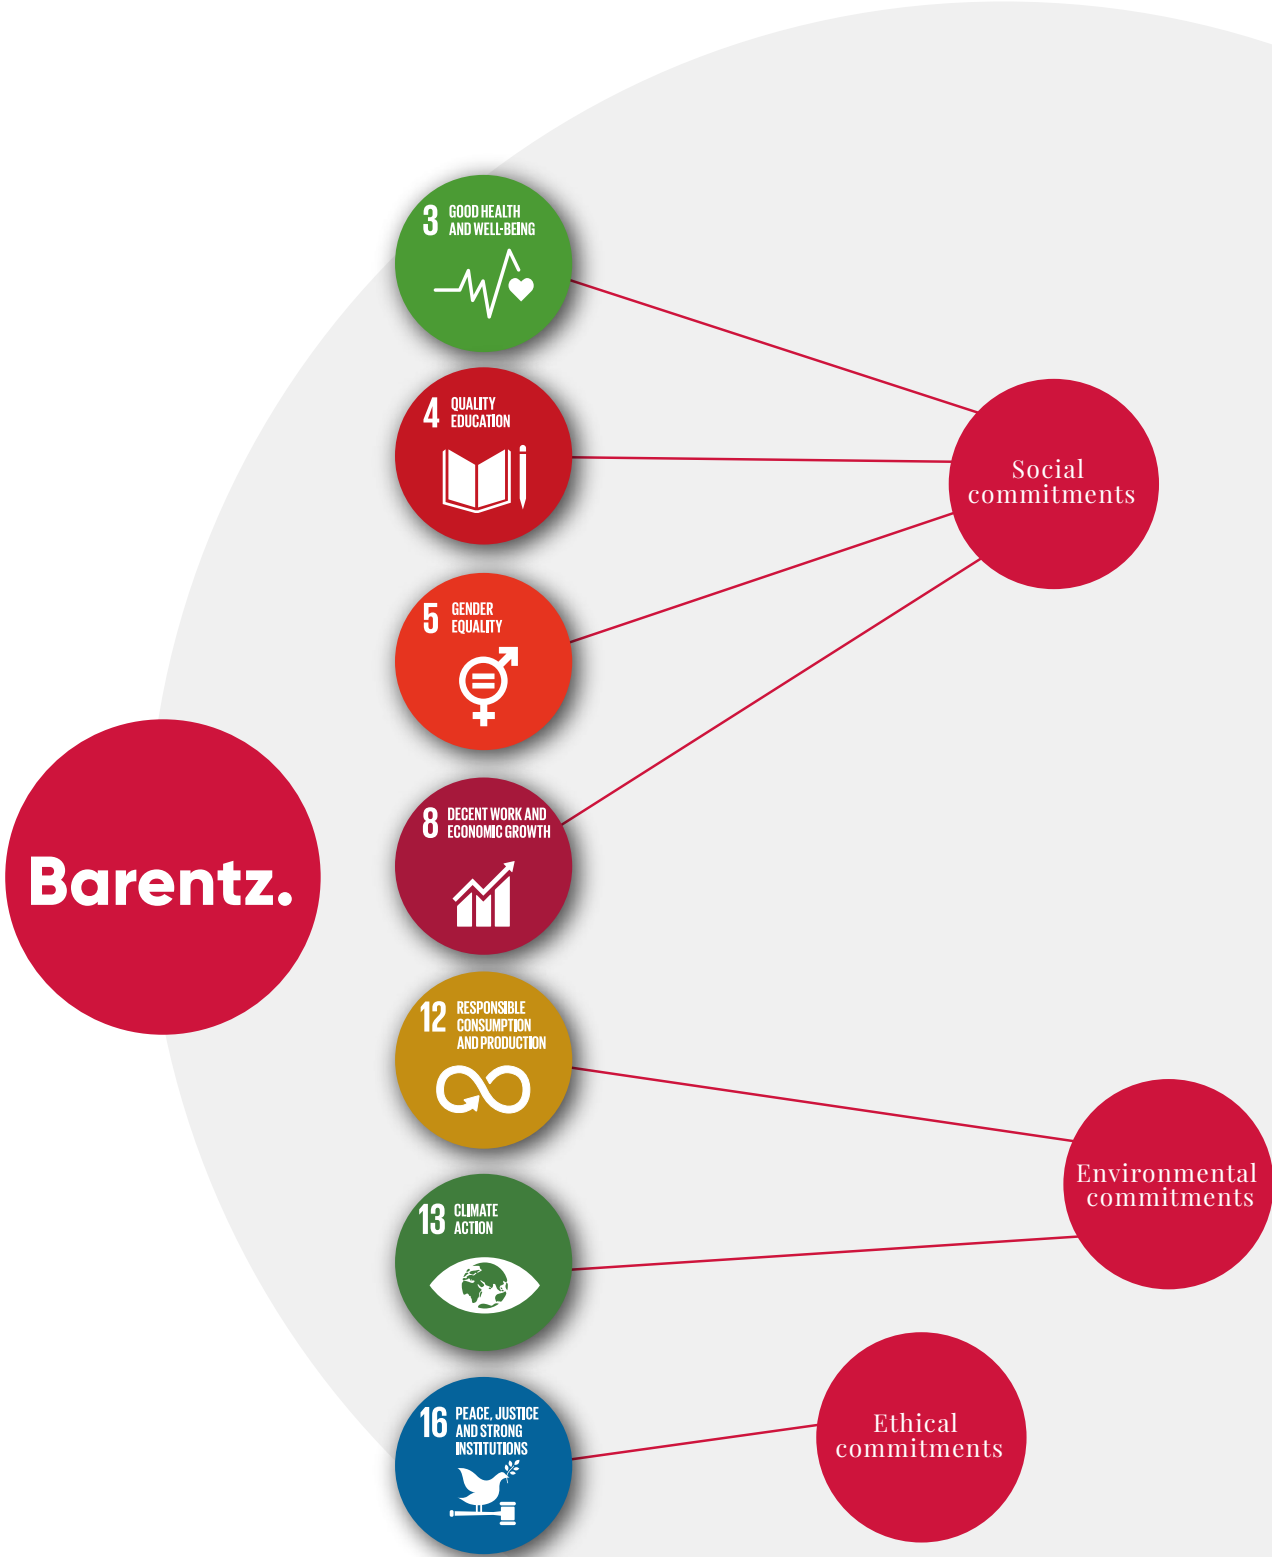 3
GOOD HEALTH
AND WELL-BEING
4
QUALITY
EDUCATION
Social
commitments
5
GENDER
EQUALITY
8
DECENT WORK AND
ECONOMIC GROWTH
Barentz.
12
RESPONSIBLE
CONSUMPTION
AND PRODUCTION
Environmental
commitments
13
CLIMATE
ACTION
16
PEACE, JUSTICE
AND STRONG
INSTITUTIONS
Ethical
commitments